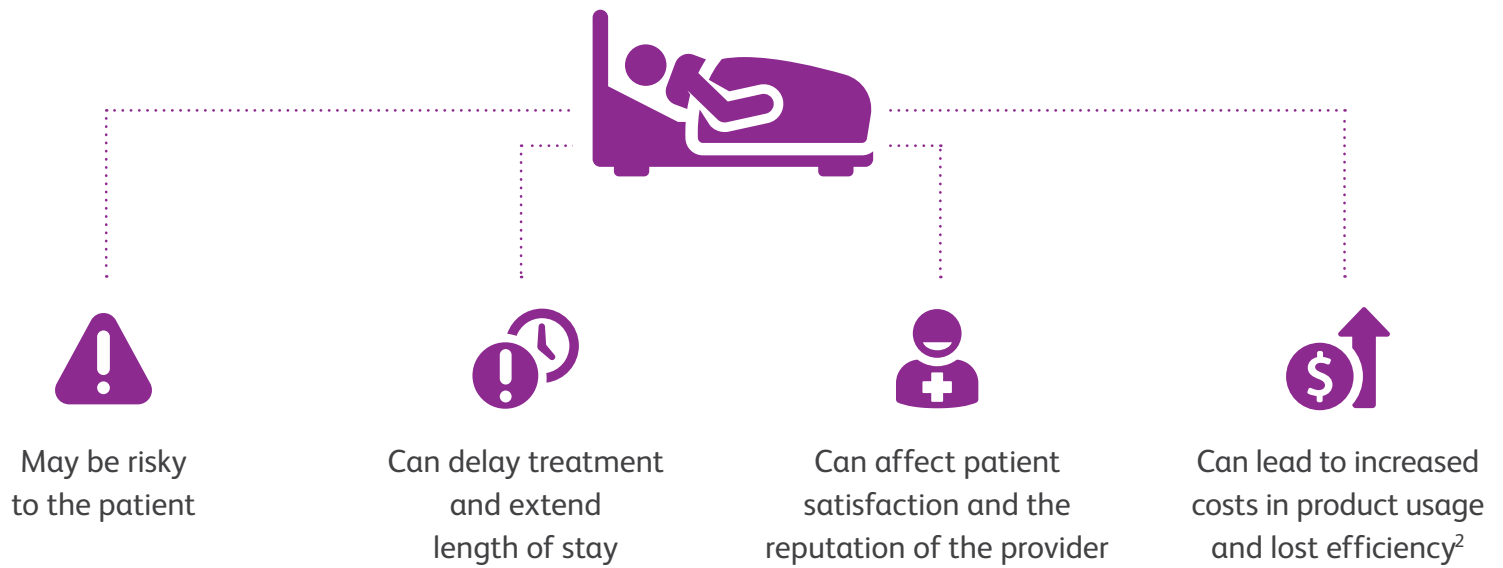 May be risky
to the patient
Can delay treatment
and extend
length of stay
Can affect patient
satisfaction and the
reputation of the provider
$
Can lead to increased
costs in product usage
and lost efficiency²